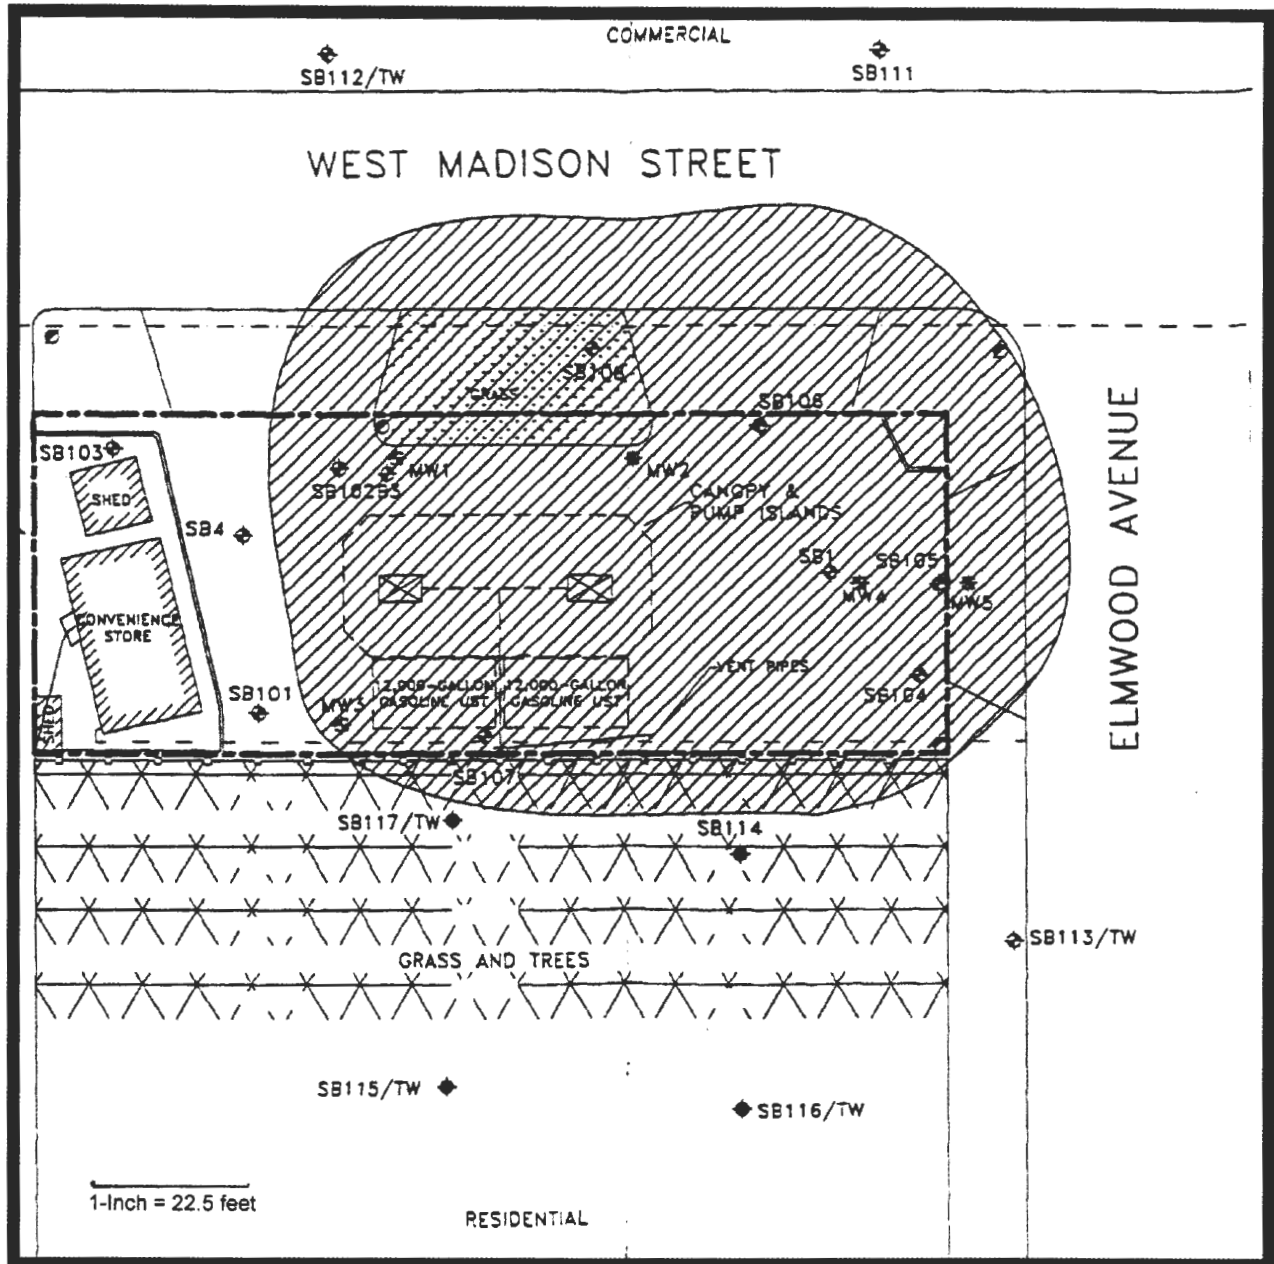 COMMERCIAL
SB112/TW
SB111
WEST MADISON STREET
SB106
GRASS
SB106
SB103
MW1
MW2
SB102B3
SHED
CANOPY &
PUMP ISLANDS
SB4
SB1
SB105
MW4
MW5
ELMWOOD AVENUE
CONVENIENCE
STORE
VENT PIPES
12,000-GALLON
GASOLINE UST
12,000-GALLON
GASOLINE UST
SB104
SB101
MW3
SHED
SB107
SB117/TW
SB114
SB113/TW
GRASS AND TREES
SB115/TW
SB116/TW
1-Inch = 22.5 feet
RESIDENTIAL